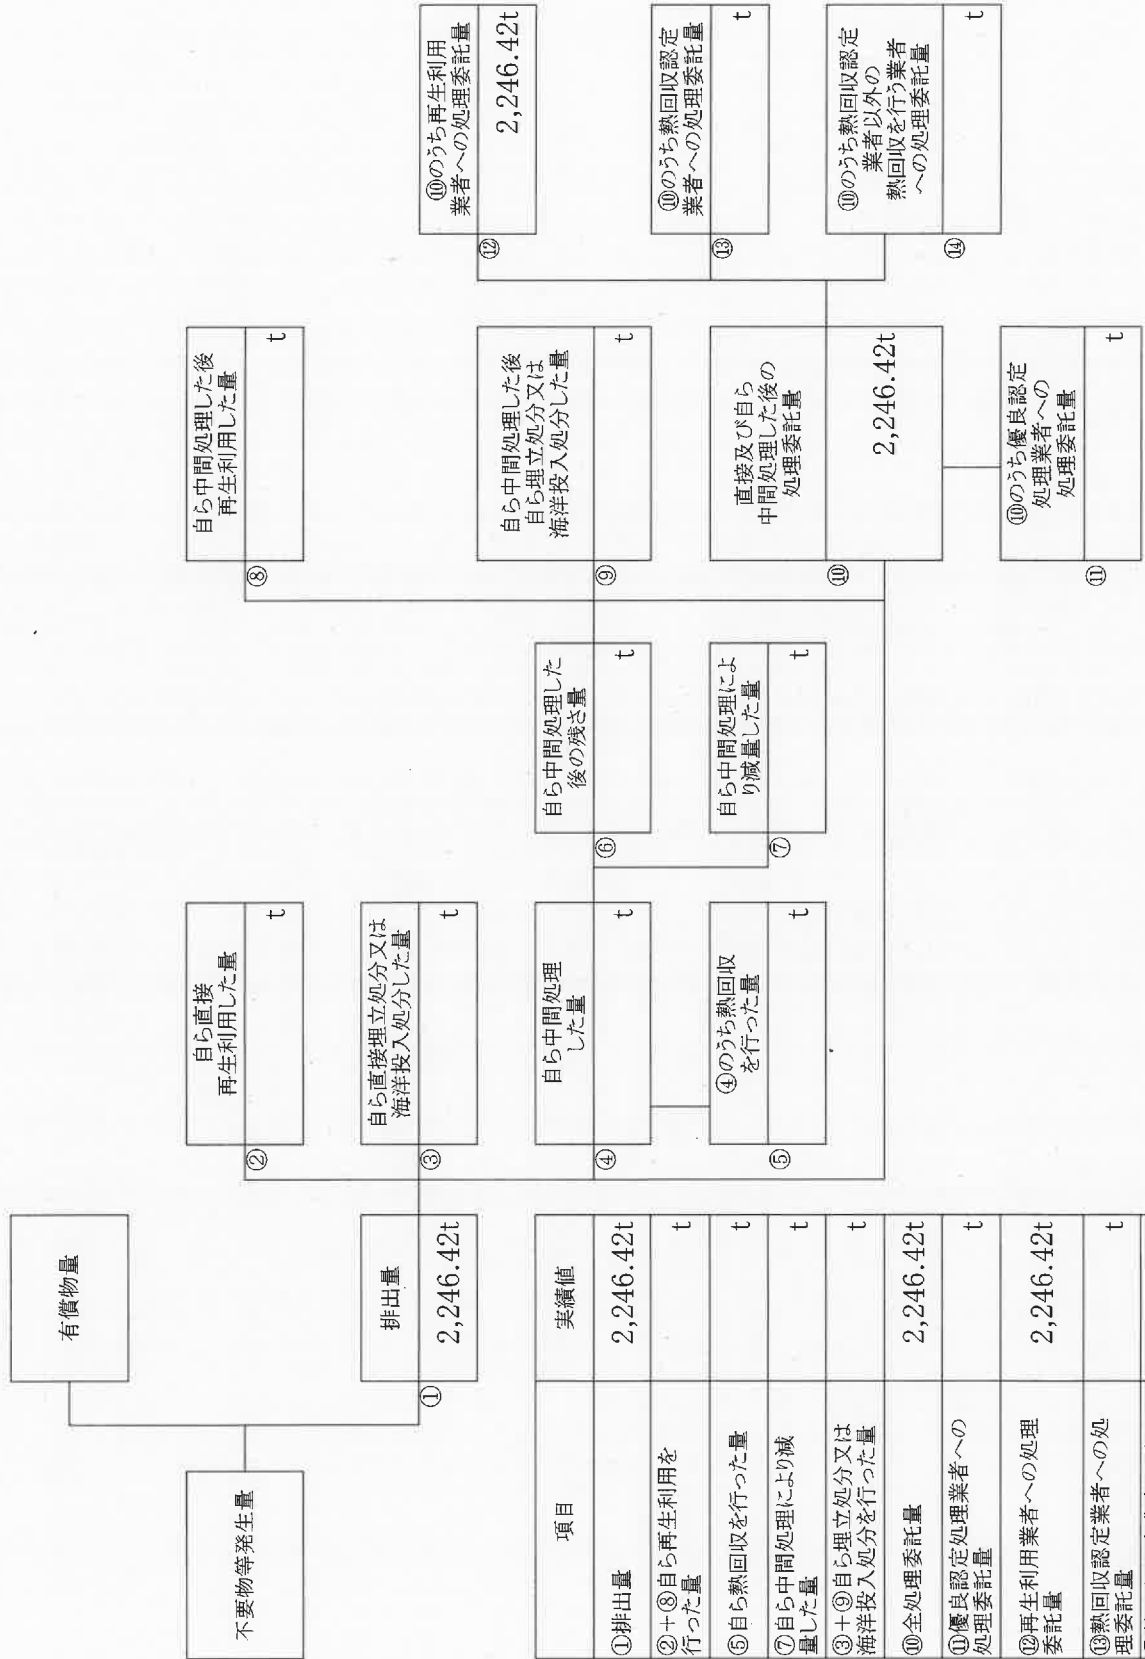 有償物量
不要物等発生量
排出量
①
2,246.42t
自ら直接
再生利用した量
②
t
自ら直接埋立処分又は
海洋投入処分した量
③
t
自ら中間処理
した量
④
t
④のうち熱回収
を行った量
⑤
t
自ら中間処理した
後の残さ量
⑥
t
自ら中間処理によ
り減量した量
⑦
t
自ら中間処理した後
再生利用した量
⑧
t
自ら中間処理した後
自ら埋立処分又は
海洋投入処分した量
⑨
t
直接及び自ら
中間処理した後の
処理委託量
⑩
2,246.42t
⑩のうち優良認定
処理業者への
処理委託量
⑪
t
⑩のうち再生利用
業者への処理委託量
⑫
2,246.42t
⑩のうち熱回収認定
業者への処理委託量
⑬
t
⑩のうち熱回収認定
業者以外の
熱回収を行う業者
への処理委託量
⑭
t
項目 実績値
①排出量 2,246.42t
②+⑧自ら再生利用を
行った量 t
⑤自ら熱回収を行った量 t
⑦自ら中間処理により減
量した量 t
③+⑨自ら埋立処分又は
海洋投入処分を行った量 t
⑩全処理委託量 2,246.42t
⑪優良認定処理業者への
処理委託量 t
⑫再生利用業者への処理
委託量 2,246.42t
⑬熱回収認定業者への処
理委託量 t